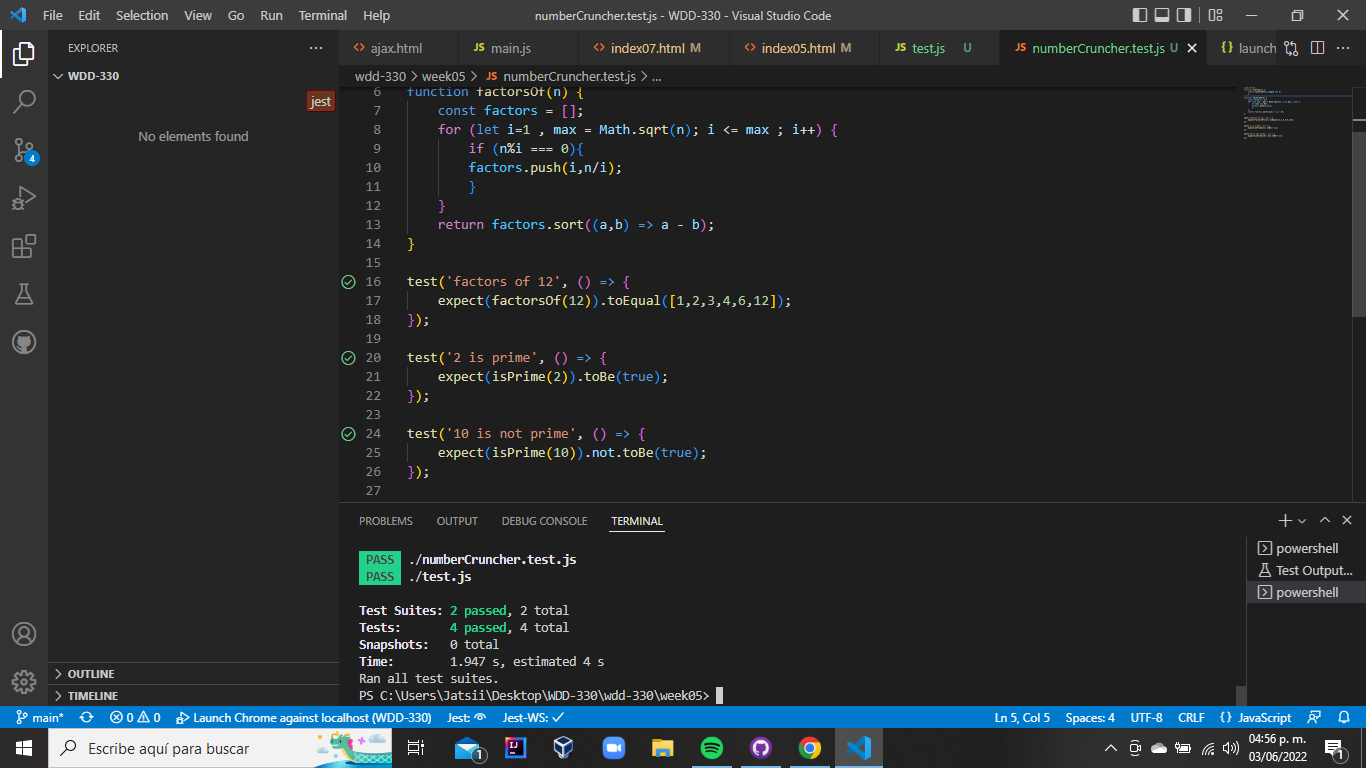 File Edit Selection View Go Run Terminal Help numberCruncher.test.js - WDD-330 - Visual Studio Code
EXPLORER
WDD-330
jest
No elements found
OUTLINE
TIMELINE
4
ajax.html JS main.js index07.html M index05.html M JS test.js U JS numberCruncher.test.js U {} launch
wdd-330 > week05 > JS numberCruncher.test.js > ...
6 function factorsOf(n) {
7 const factors = [];
8 for (let i=1 , max = Math.sqrt(n); i <= max ; i++) {
9 if (n%i === 0){
10 factors.push(i,n/i);
11 }
12 }
13 return factors.sort((a,b) => a - b);
14 }
15
16 test('factors of 12', () => {
17 expect(factorsOf(12)).toEqual([1,2,3,4,6,12]);
18 });
19
20 test('2 is prime', () => {
21 expect(isPrime(2)).toBe(true);
22 });
23
24 test('10 is not prime', () => {
25 expect(isPrime(10)).not.toBe(true);
26 });
27
PROBLEMS OUTPUT DEBUG CONSOLE TERMINAL
PASS ./numberCruncher.test.js
PASS ./test.js
Test Suites: 2 passed, 2 total
Tests: 4 passed, 4 total
Snapshots: 0 total
Time: 1.947 s, estimated 4 s
Ran all test suites.
PS C:\Users\Jatsii\Desktop\WDD-330\wdd-330\week05>
powershell
Test Output...
powershell
main* 0 0 Launch Chrome against localhost (WDD-330) Jest: Jest-WS: Ln 5, Col 5 Spaces: 4 UTF-8 CRLF {} JavaScript
Escribe aquí para buscar
1
IJ
04:56 p. m.
03/06/2022
1